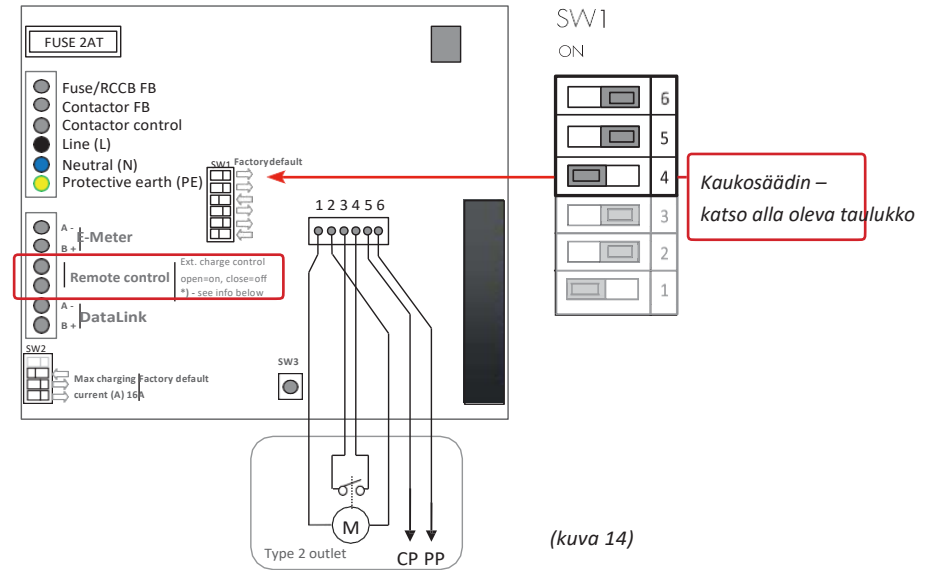 FUSE 2AT
Fuse/RCCB FB
Contactor FB
Contactor control
Line (L)
Neutral (N)
Protective earth (PE)
SW1
Factory default
A -
B +
E-Meter
Remote control
Ext. charge control
open=on, close=off
*) - see info below
A -
B +
DataLink
SW2
Max charging
current (A) 16A
Factory default
SW3
1 2 3 4 5 6
M
Type 2 outlet
CP PP
SW1
ON
6
5
4
3
2
1
Kaukosäädin –
katso alla oleva taulukko
(kuva 14)